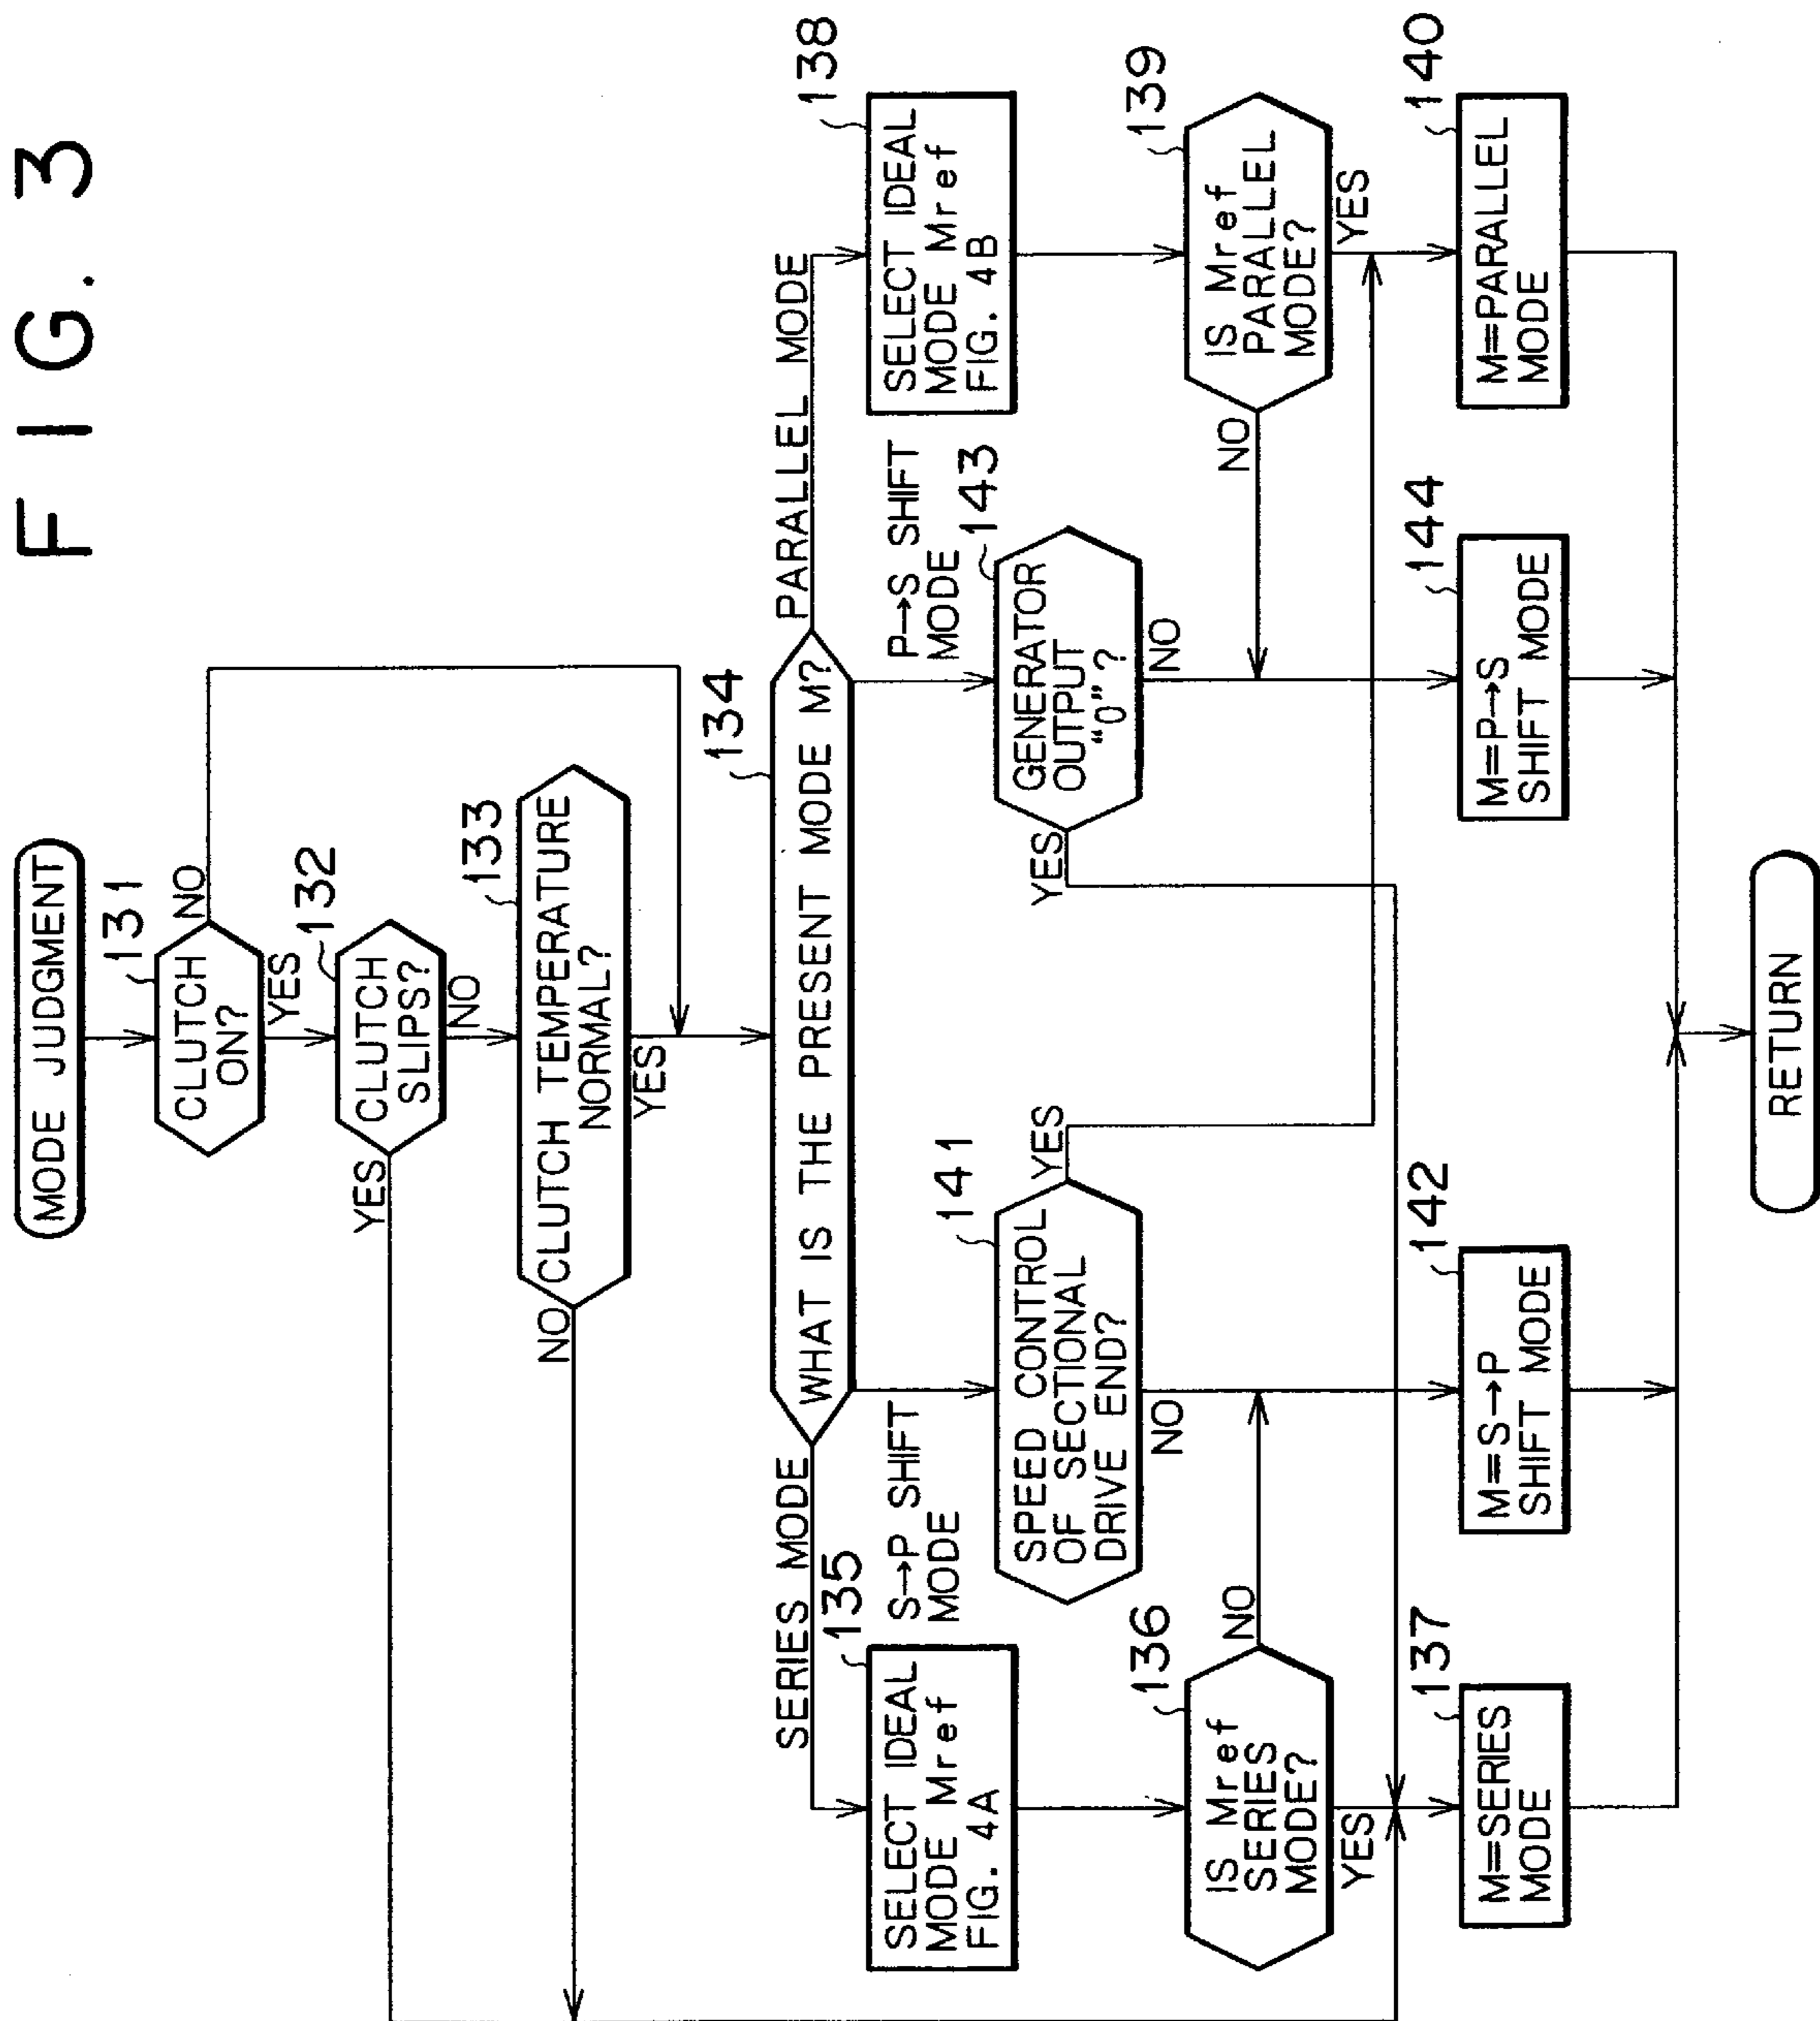 FIG. 3
MODE JUDGMENT
131
CLUTCH
ON?
NO
YES
132
CLUTCH
SLIPS?
YES
NO
133
CLUTCH TEMPERATURE
NORMAL?
NO
YES
134
WHAT IS THE PRESENT MODE M?
SERIES MODE
PARALLEL MODE
S→P SHIFT
MODE
P→S SHIFT
MODE
135
SELECT IDEAL
MODE Mref
FIG. 4A
141
SPEED CONTROL
OF SECTIONAL
DRIVE END?
YES
NO
143
GENERATOR
OUTPUT
“0”?
YES
NO
138
SELECT IDEAL
MODE Mref
FIG. 4B
136
IS Mref
SERIES
MODE?
NO
YES
139
IS Mref
PARALLEL
MODE?
NO
YES
137
M=SERIES
MODE
142
M=S→P
SHIFT MODE
144
M=P→S
SHIFT MODE
140
M=PARALLEL
MODE
RETURN